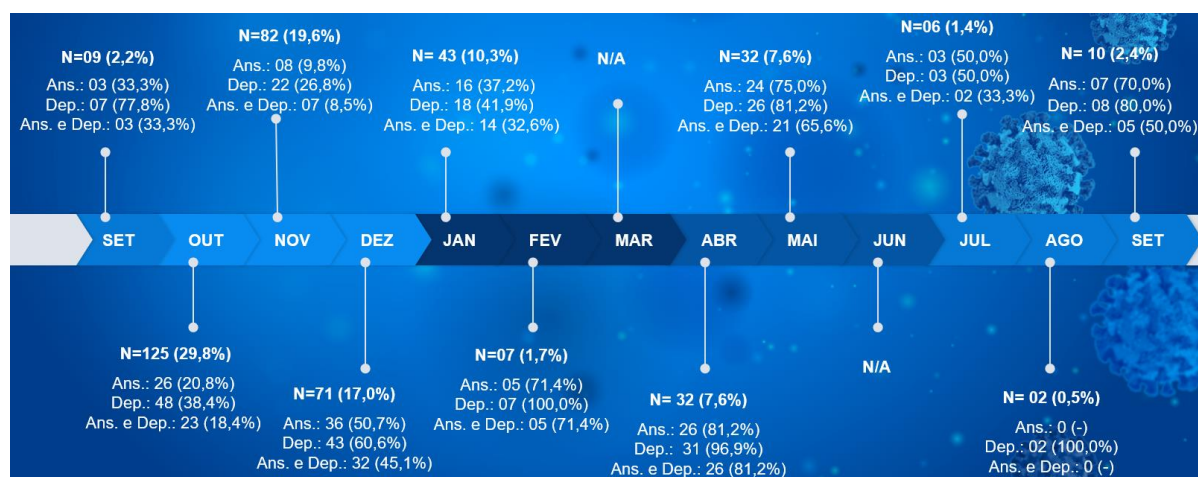 N=09 (2,2%)
Ans.: 03 (33,3%)
Dep.: 07 (77,8%)
Ans. e Dep.: 03 (33,3%)
N=82 (19,6%)
Ans.: 08 (9,8%)
Dep.: 22 (26,8%)
Ans. e Dep.: 07 (8,5%)
N= 43 (10,3%)
Ans.: 16 (37,2%)
Dep.: 18 (41,9%)
Ans. e Dep.: 14 (32,6%)
N/A
N=32 (7,6%)
Ans.: 24 (75,0%)
Dep.: 26 (81,2%)
Ans. e Dep.: 21 (65,6%)
N=06 (1,4%)
Ans.: 03 (50,0%)
Dep.: 03 (50,0%)
Ans. e Dep.: 02 (33,3%)
N= 10 (2,4%)
Ans.: 07 (70,0%)
Dep.: 08 (80,0%)
Ans. e Dep.: 05 (50,0%)
SET OUT NOV DEZ JAN FEV MAR ABR MAI JUN JUL AGO SET
N=125 (29,8%)
Ans.: 26 (20,8%)
Dep.: 48 (38,4%)
Ans. e Dep.: 23 (18,4%)
N=71 (17,0%)
Ans.: 36 (50,7%)
Dep.: 43 (60,6%)
Ans. e Dep.: 32 (45,1%)
N=07 (1,7%)
Ans.: 05 (71,4%)
Dep.: 07 (100,0%)
Ans. e Dep.: 05 (71,4%)
N= 32 (7,6%)
Ans.: 26 (81,2%)
Dep.: 31 (96,9%)
Ans. e Dep.: 26 (81,2%)
N/A
N= 02 (0,5%)
Ans.: 0 (-)
Dep.: 02 (100,0%)
Ans. e Dep.: 0 (-)